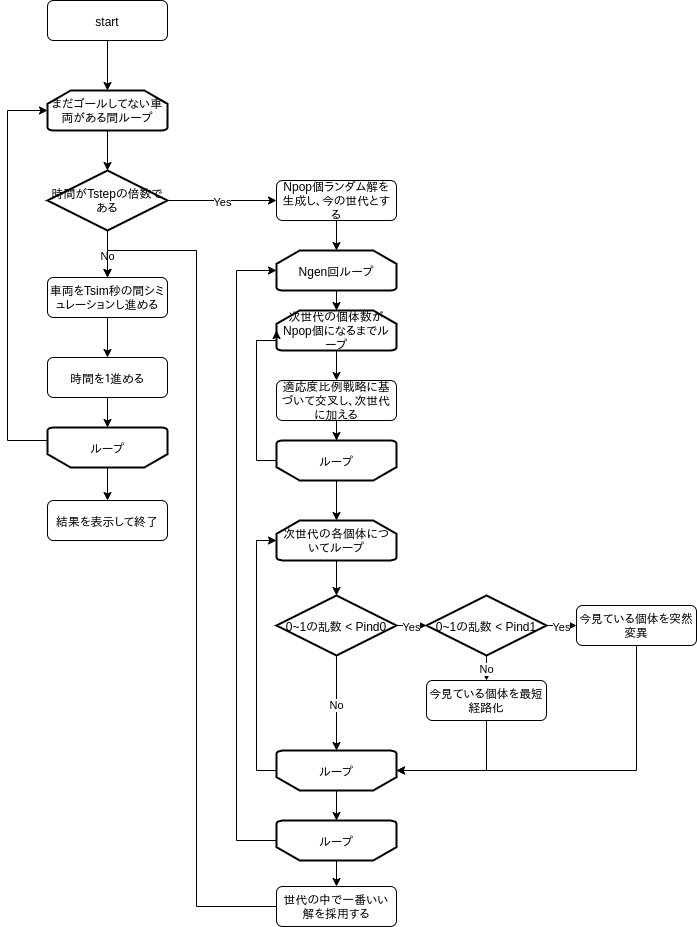 start
まだゴールしてない車
両がある間ループ
時間がTstepの倍数で
ある
Yes
No
車両をTsim秒の間シミ
ュレーションし進める
時間を1進める
ループ
結果を表示して終了
Npop個ランダム解を
生成し、今の世代とす
る
Ngen回ループ
次世代の個体数が
Npop個になるまでル
ープ
適応度比例戦略に基
づいて交叉し、次世代
に加える
ループ
次世代の各個体につ
いてループ
0~1の乱数 < Pind0
Yes
0~1の乱数 < Pind1
Yes
今見ている個体を突然
変異
No
今見ている個体を最短
経路化
No
ループ
ループ
世代の中で一番いい
解を採用する